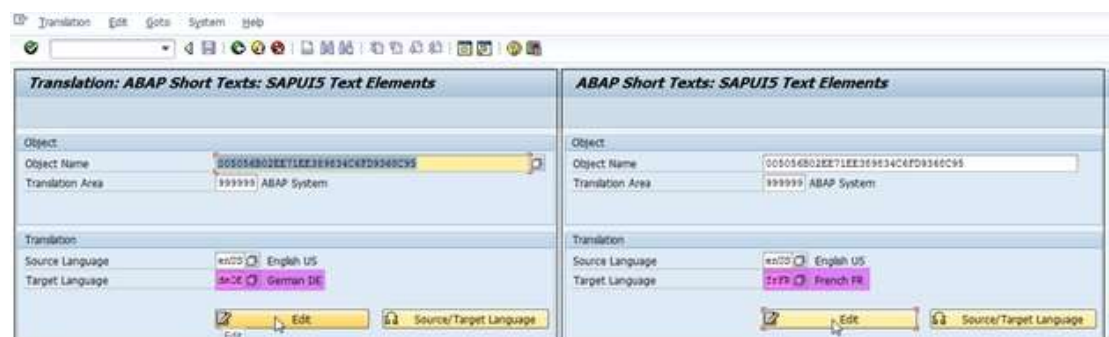 Translation Edit Goto System Help
Translation: ABAP Short Texts: SAPUI5 Text Elements
Object
Object Name
Translation Area 999999 ABAP System
Translation
Source Language enUS English US
Target Language deDE German DE
Edit Source/Target Language
Edit
ABAP Short Texts: SAPUI5 Text Elements
Object
Object Name
Translation Area 999999 ABAP System
Translation
Source Language enUS English US
Target Language frFR French FR
Edit Source/Target Language